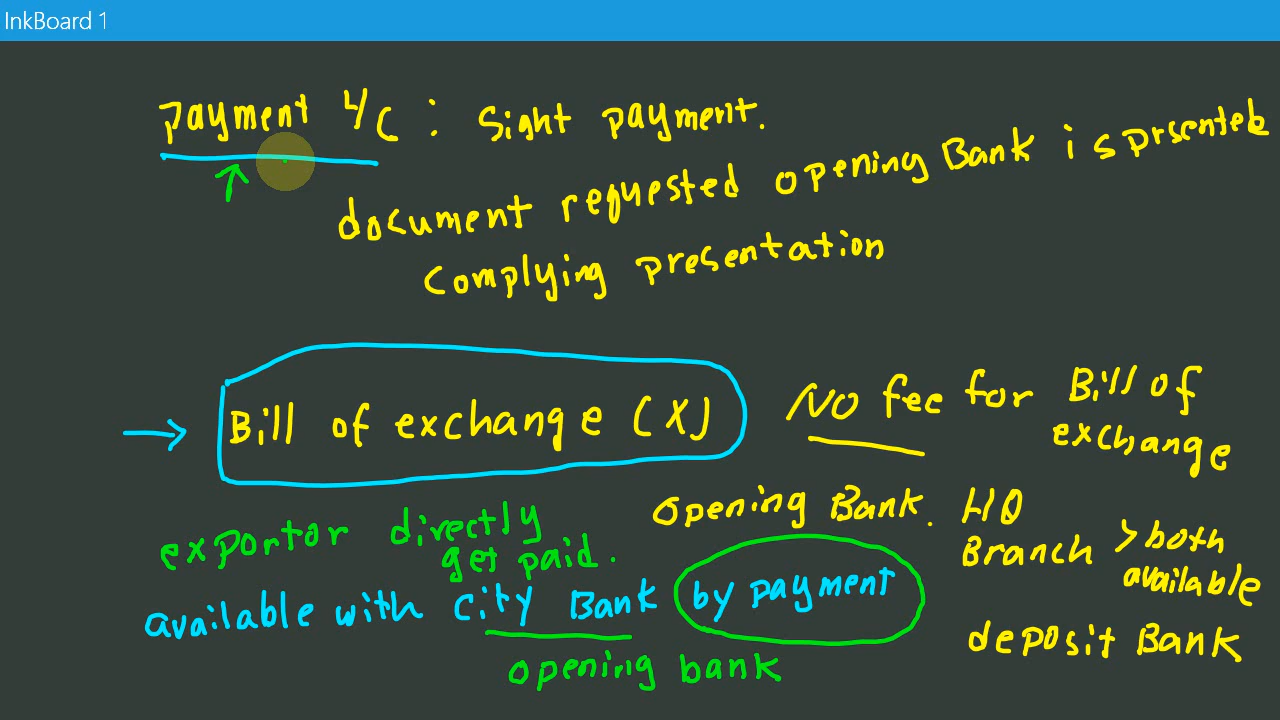 InkBoard 1
payment L/C : Sight payment.
document requested opening Bank is prsented
complying presentation
Bill of exchange (X)
No fee for Bill of
exchange
opening Bank. HO
Branch > both
available
deposit Bank
exportor directly
get paid.
available with City Bank by payment
opening bank